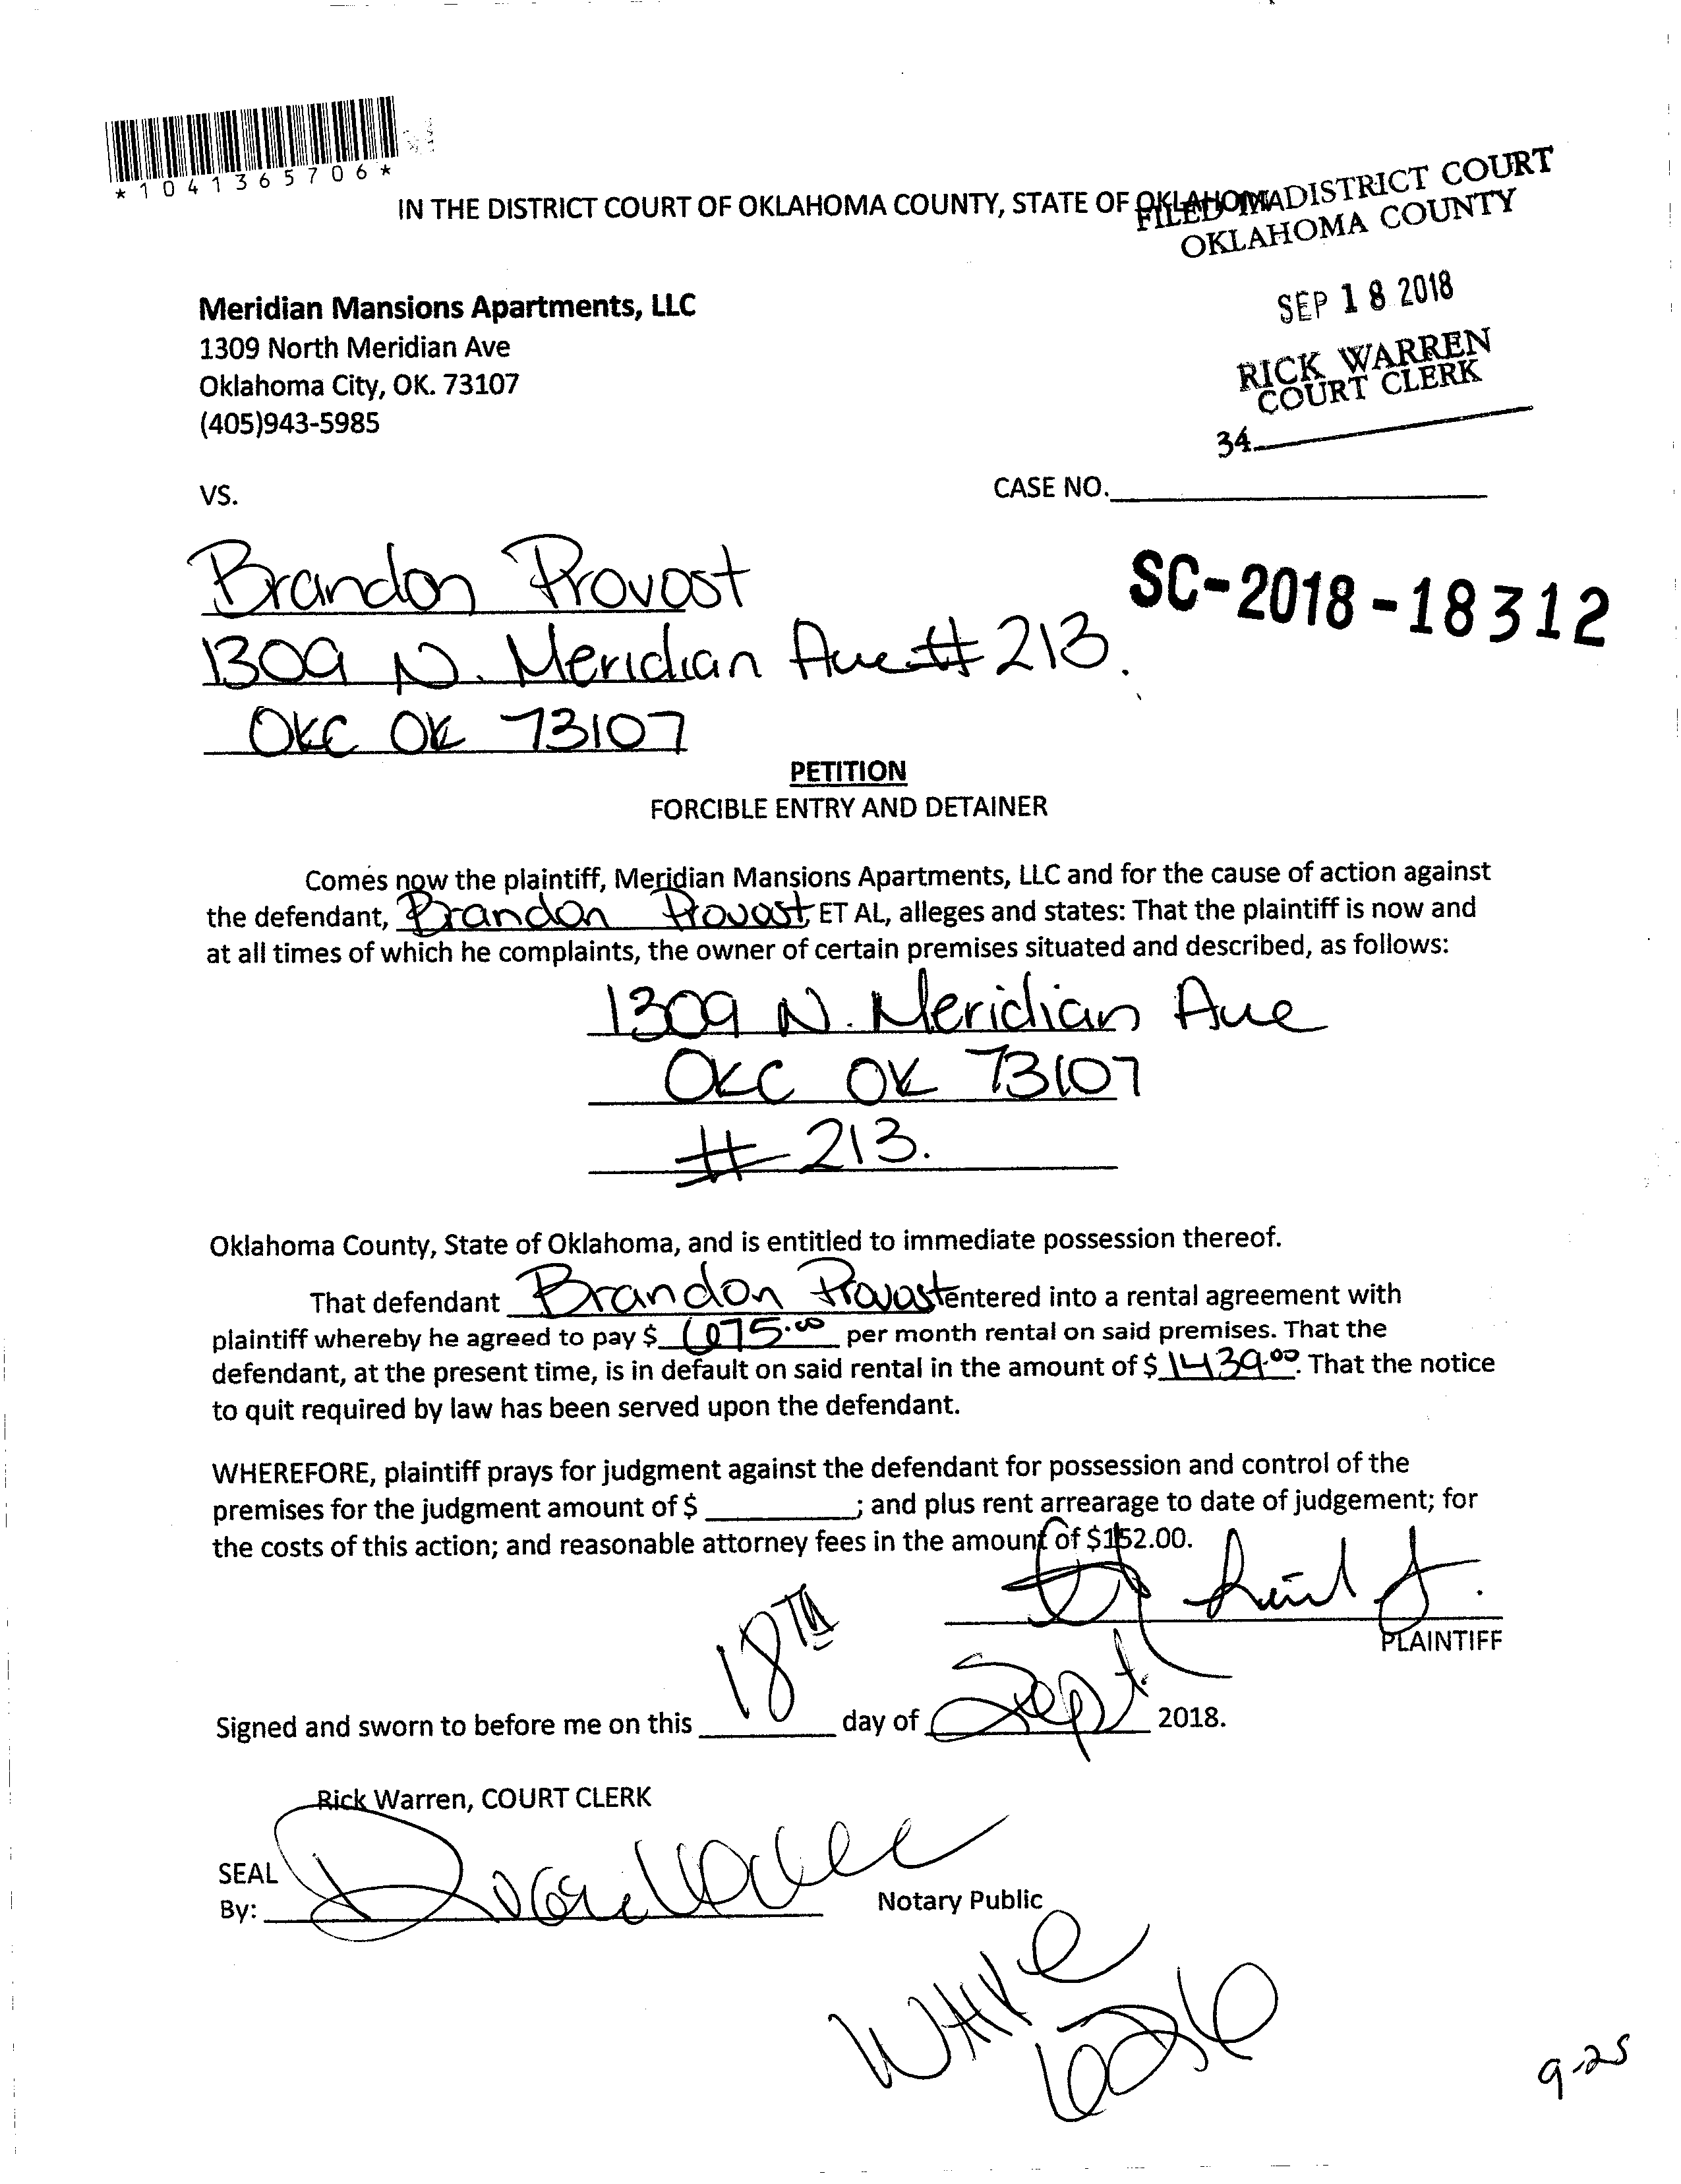 *1041365706*
IN THE DISTRICT COURT OF OKLAHOMA COUNTY, STATE OF OKLAHOMA
FILED IN DISTRICT COURT
OKLAHOMA COUNTY
SEP 18 2018
RICK WARREN
COURT CLERK
34
Meridian Mansions Apartments, LLC
1309 North Meridian Ave
Oklahoma City, OK. 73107
(405)943-5985
VS.
CASE NO.
SC-2018-18312
Brandon Provost
1309 N. Meridian Ave # 213.
OKC OK 73107
PETITION
FORCIBLE ENTRY AND DETAINER
Comes now the plaintiff, Meridian Mansions Apartments, LLC and for the cause of action against
the defendant, Brandon Provost, ET AL, alleges and states: That the plaintiff is now and
at all times of which he complaints, the owner of certain premises situated and described, as follows:
1309 N. Meridian Ave
OKC OK 73107
# 213.
Oklahoma County, State of Oklahoma, and is entitled to immediate possession thereof.
That defendant Brandon Provost entered into a rental agreement with
plaintiff whereby he agreed to pay $ 675.00 per month rental on said premises. That the
defendant, at the present time, is in default on said rental in the amount of $ 1439.00. That the notice
to quit required by law has been served upon the defendant.
WHEREFORE, plaintiff prays for judgment against the defendant for possession and control of the
premises for the judgment amount of $ ; and plus rent arrearage to date of judgement; for
the costs of this action; and reasonable attorney fees in the amount of $152.00.
PLAINTIFF
Signed and sworn to before me on this 18TH day of Sept. 2018.
Rick Warren, COURT CLERK
SEAL
By:
Notary Public
9-25